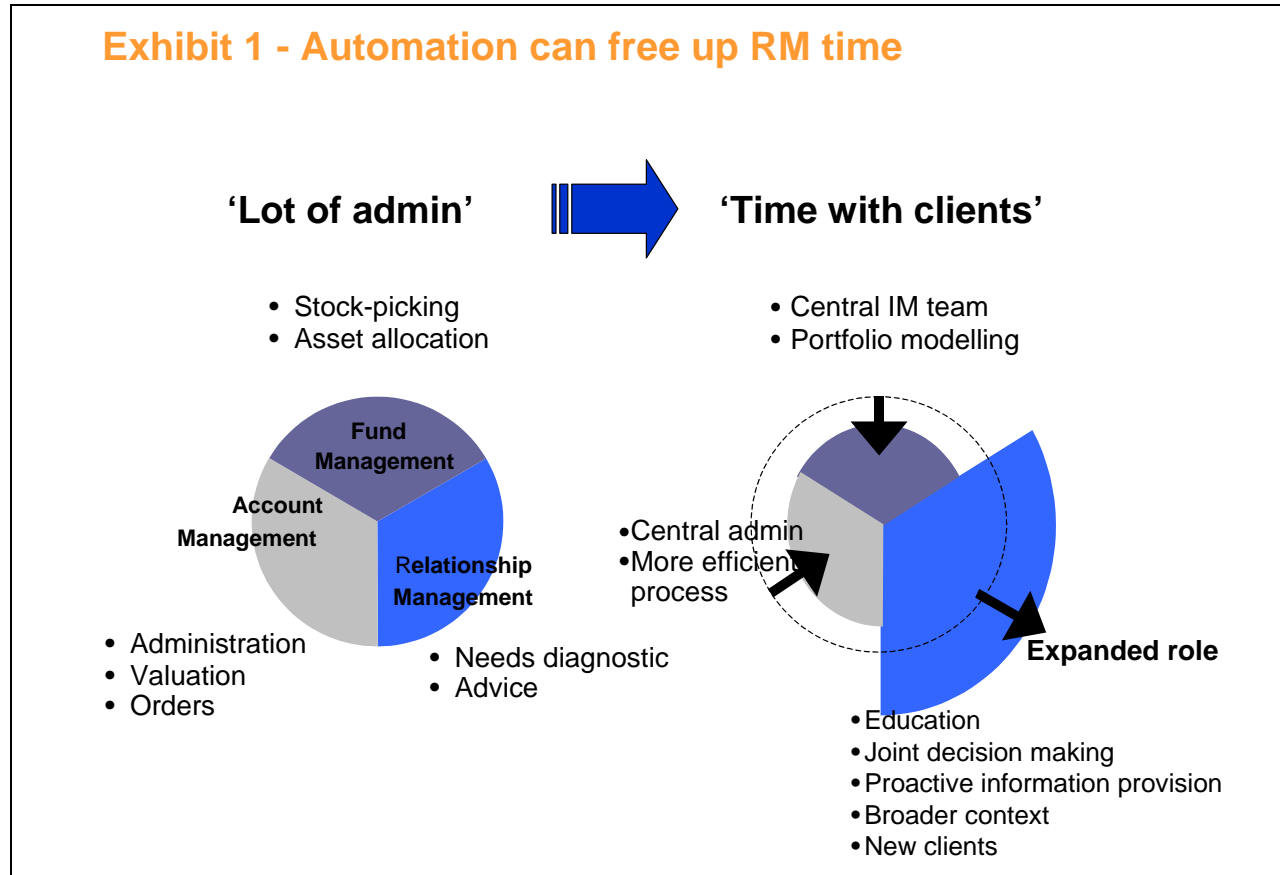 Exhibit 1 - Automation can free up RM time
‘Lot of admin’
‘Time with clients’
• Stock-picking
• Asset allocation
• Central IM team
• Portfolio modelling
Fund
Management
Account
Management
Relationship
Management
• Administration
• Valuation
• Orders
• Needs diagnostic
• Advice
•Central admin
•More efficient
process
Expanded role
•Education
•Joint decision making
•Proactive information provision
•Broader context
•New clients